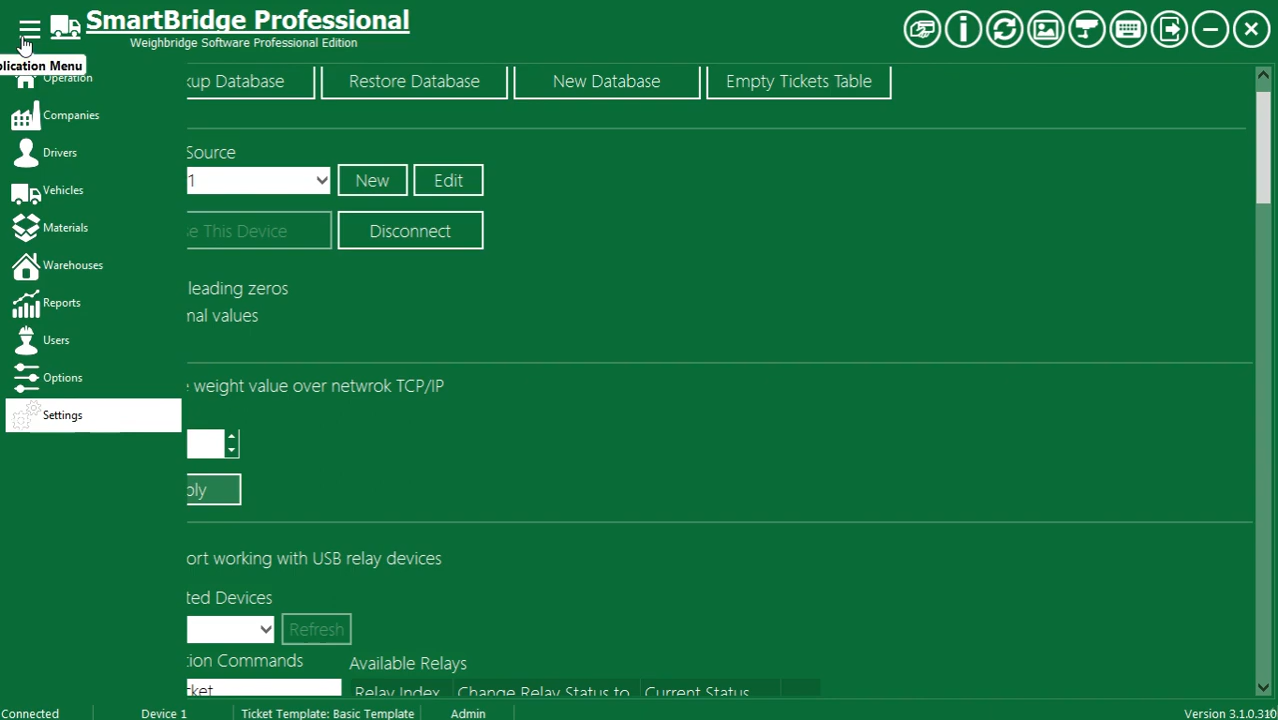 SmartBridge Professional
Weighbridge Software Professional Edition
plication Menu
Operation
Companies
Drivers
Vehicles
Materials
Warehouses
Reports
Users
Options
Settings
kup Database
Restore Database
New Database
Empty Tickets Table
Source
1
New
Edit
se This Device
Disconnect
leading zeros
nal values
weight value over netwrok TCP/IP
ply
ort working with USB relay devices
ted Devices
Refresh
tion Commands
Available Relays
cket
Relay Index
Change Relay Status to
Current Status
Connected
Device 1
Ticket Template: Basic Template
Admin
Version 3.1.0.310